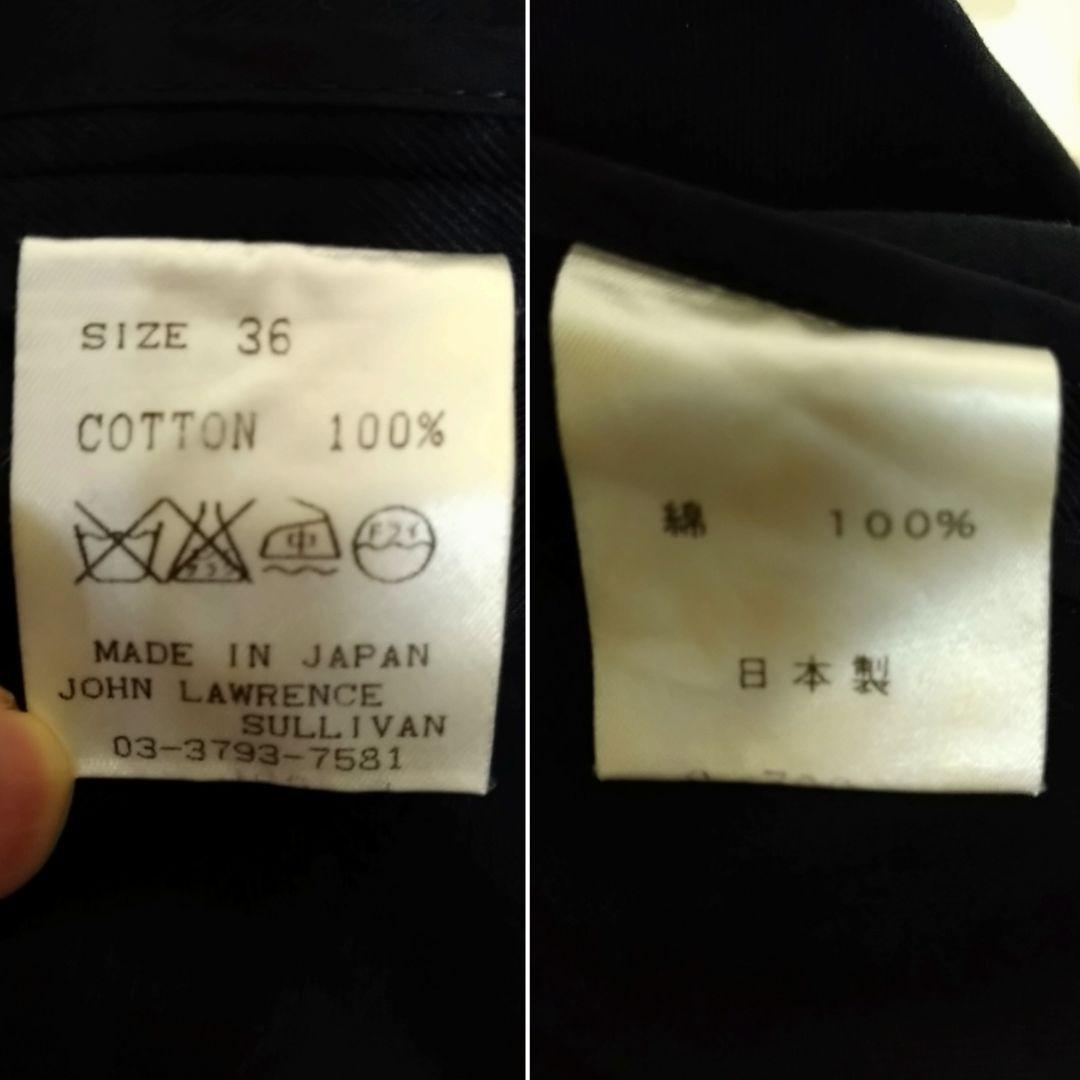 SIZE 36
COTTON 100%
中 ドライ
MADE IN JAPAN
JOHN LAWRENCE
SULLIVAN
03-3793-7581
綿 100%
日本製